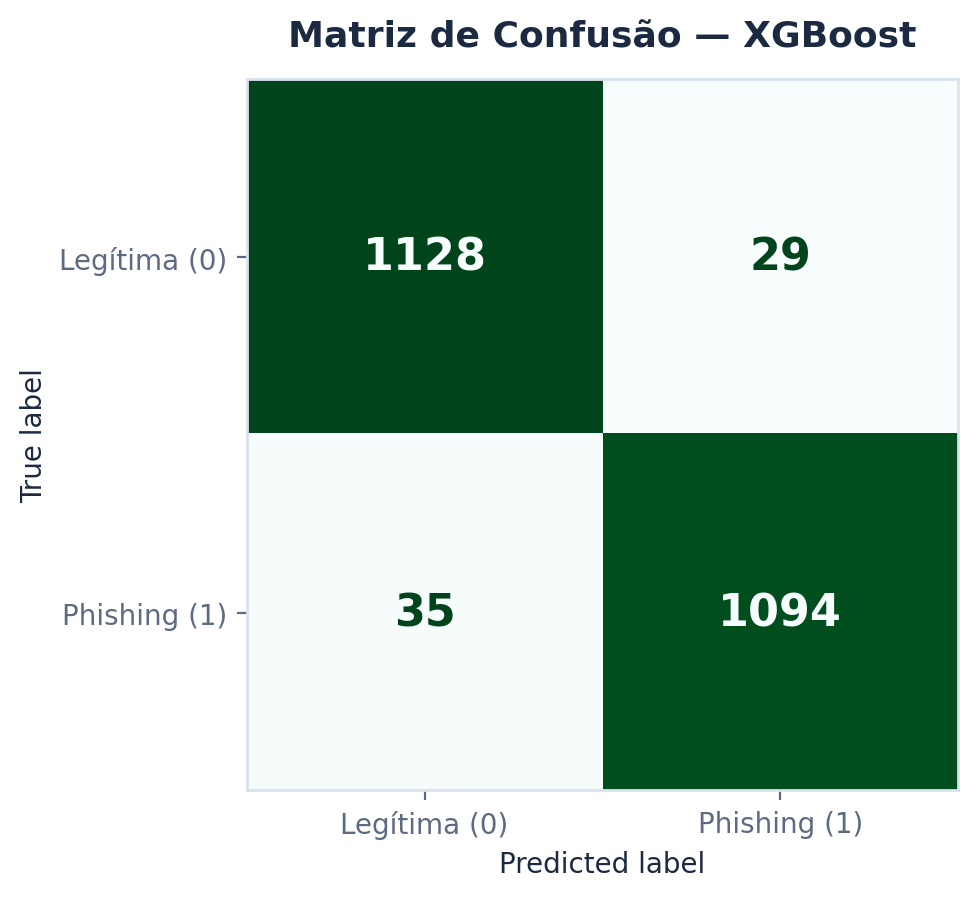 Matriz de Confusão — XGBoost
Legítima (0)
1128
29
True label
Phishing (1)
35
1094
Legítima (0)
Phishing (1)
Predicted label